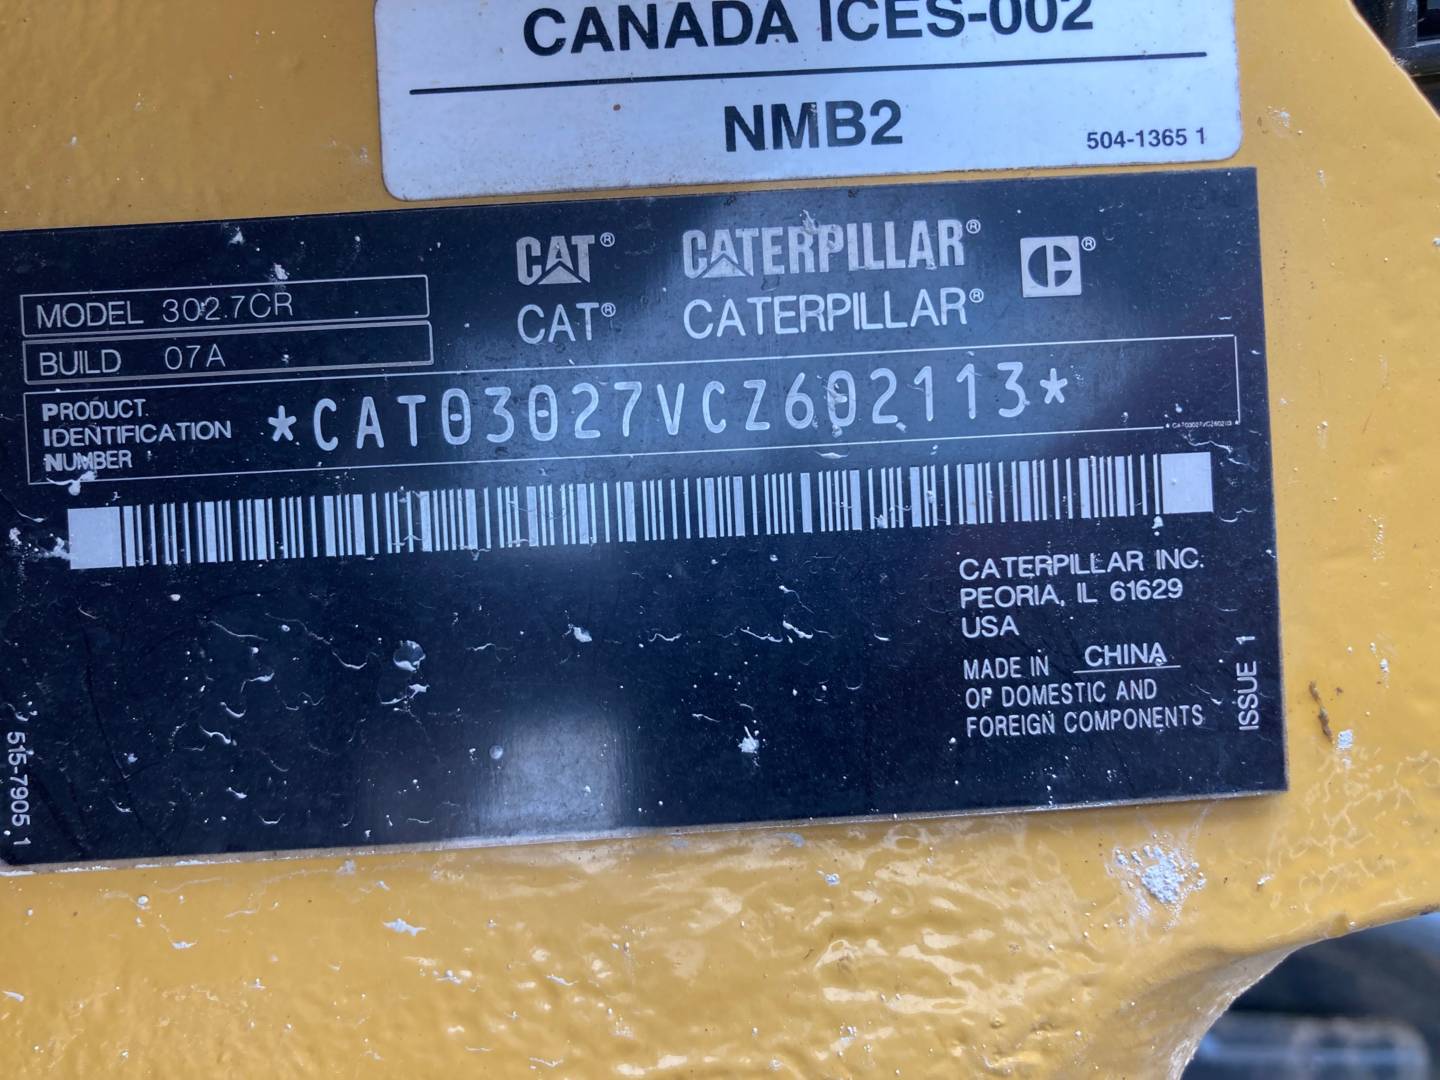 CANADA ICES-002
NMB2
504-1365 1
CAT® CATERPILLAR® C®
CAT® CATERPILLAR®
MODEL 302.7CR
BUILD 07A
PRODUCT
IDENTIFICATION
NUMBER
*CAT03027VCZ602113*
*CAT03027VCZ602113*
CATERPILLAR INC.
PEORIA, IL 61629
USA
MADE IN CHINA
OF DOMESTIC AND
FOREIGN COMPONENTS
ISSUE 1
515-7905 1